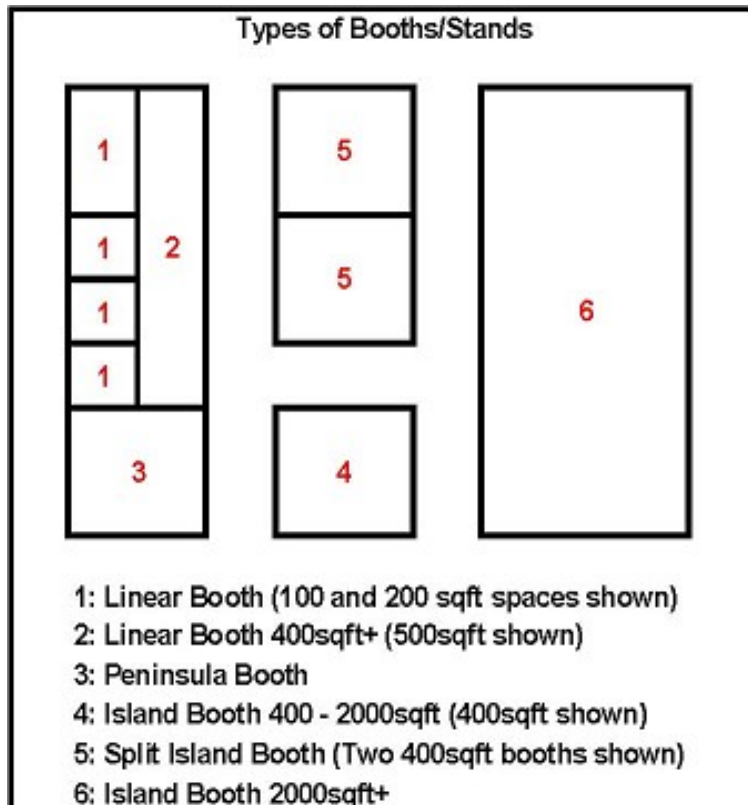 Types of Booths/Stands
1
5
1
2
5
1
6
1
3
4
1: Linear Booth (100 and 200 sqft spaces shown)
2: Linear Booth 400sqft+ (500sqft shown)
3: Peninsula Booth
4: Island Booth 400 - 2000sqft (400sqft shown)
5: Split Island Booth (Two 400sqft booths shown)
6: Island Booth 2000sqft+